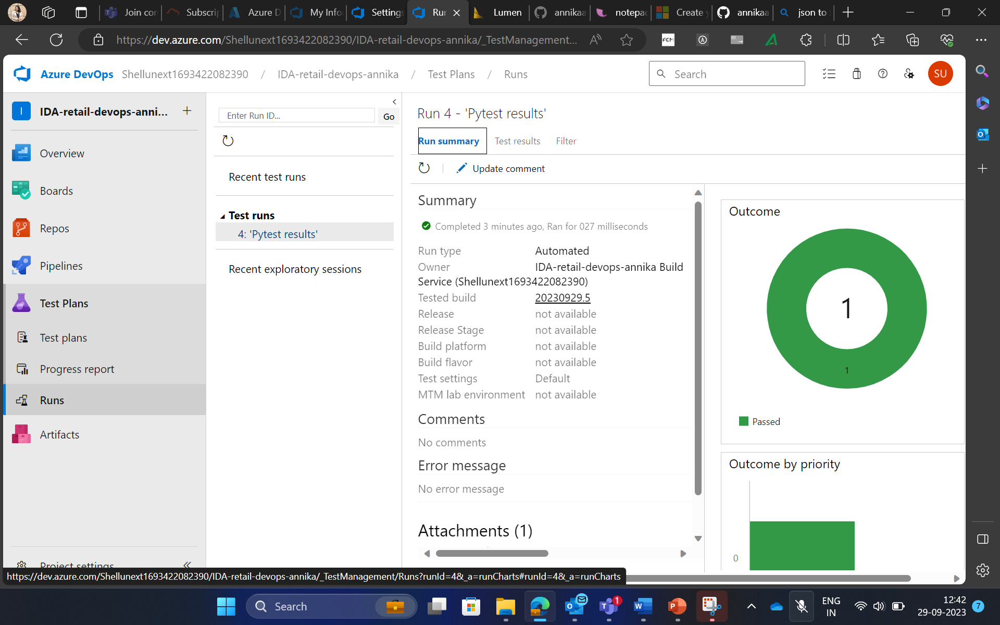 Join con
Subscrip
Azure D
My Info
Settings
Ru
Lumen
annikaa
notepad
Create y
annikaa
json to
https://dev.azure.com/Shellunext1693422082390/IDA-retail-devops-annika/_TestManagement...
Azure DevOps Shellunext1693422082390 / IDA-retail-devops-annika / Test Plans / Runs
Search
SU
I
IDA-retail-devops-anni...
Overview
Boards
Repos
Pipelines
Test Plans
Test plans
Progress report
Runs
Artifacts
Project settings
Enter Run ID...
Go
Recent test runs
Test runs
4: 'Pytest results'
Recent exploratory sessions
Run 4 - 'Pytest results'
Run summary
Test results
Filter
Update comment
Summary
Completed 3 minutes ago, Ran for 027 milliseconds
Run type Automated
Owner IDA-retail-devops-annika Build
Service (Shellunext1693422082390)
Tested build 20230929.5
Release not available
Release Stage not available
Build platform not available
Build flavor not available
Test settings Default
MTM lab environment not available
Comments
No comments
Error message
No error message
Attachments (1)
Outcome
1
1
Passed
Outcome by priority
0
https://dev.azure.com/Shellunext1693422082390/IDA-retail-devops-annika/_TestManagement/Runs?runId=4&_a=runCharts#runId=4&_a=runCharts
Search
1
ENG
IN
12:42
29-09-2023
7